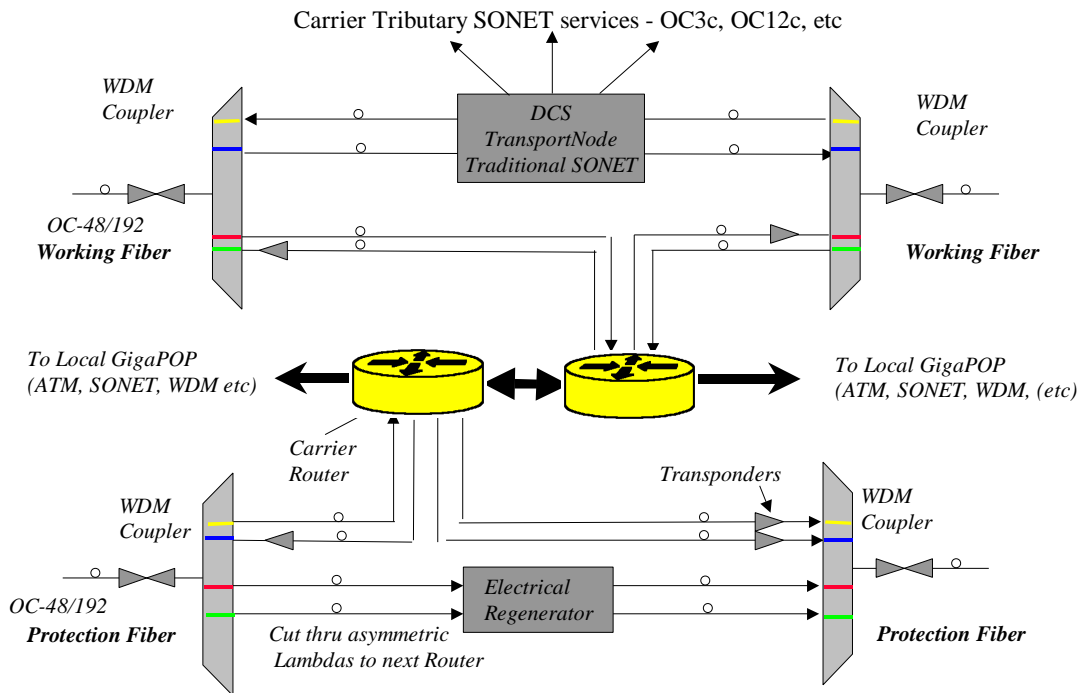 Carrier Tributary SONET services - OC3c, OC12c, etc
WDM
Coupler
DCS
TransportNode
Traditional SONET
WDM
Coupler
OC-48/192
Working Fiber
Working Fiber
To Local GigaPOP
(ATM, SONET, WDM etc)
To Local GigaPOP
(ATM, SONET, WDM, (etc)
Carrier
Router
Transponders
WDM
Coupler
WDM
Coupler
OC-48/192
Protection Fiber
Electrical
Regenerator
Cut thru asymmetric
Lambdas to next Router
Protection Fiber